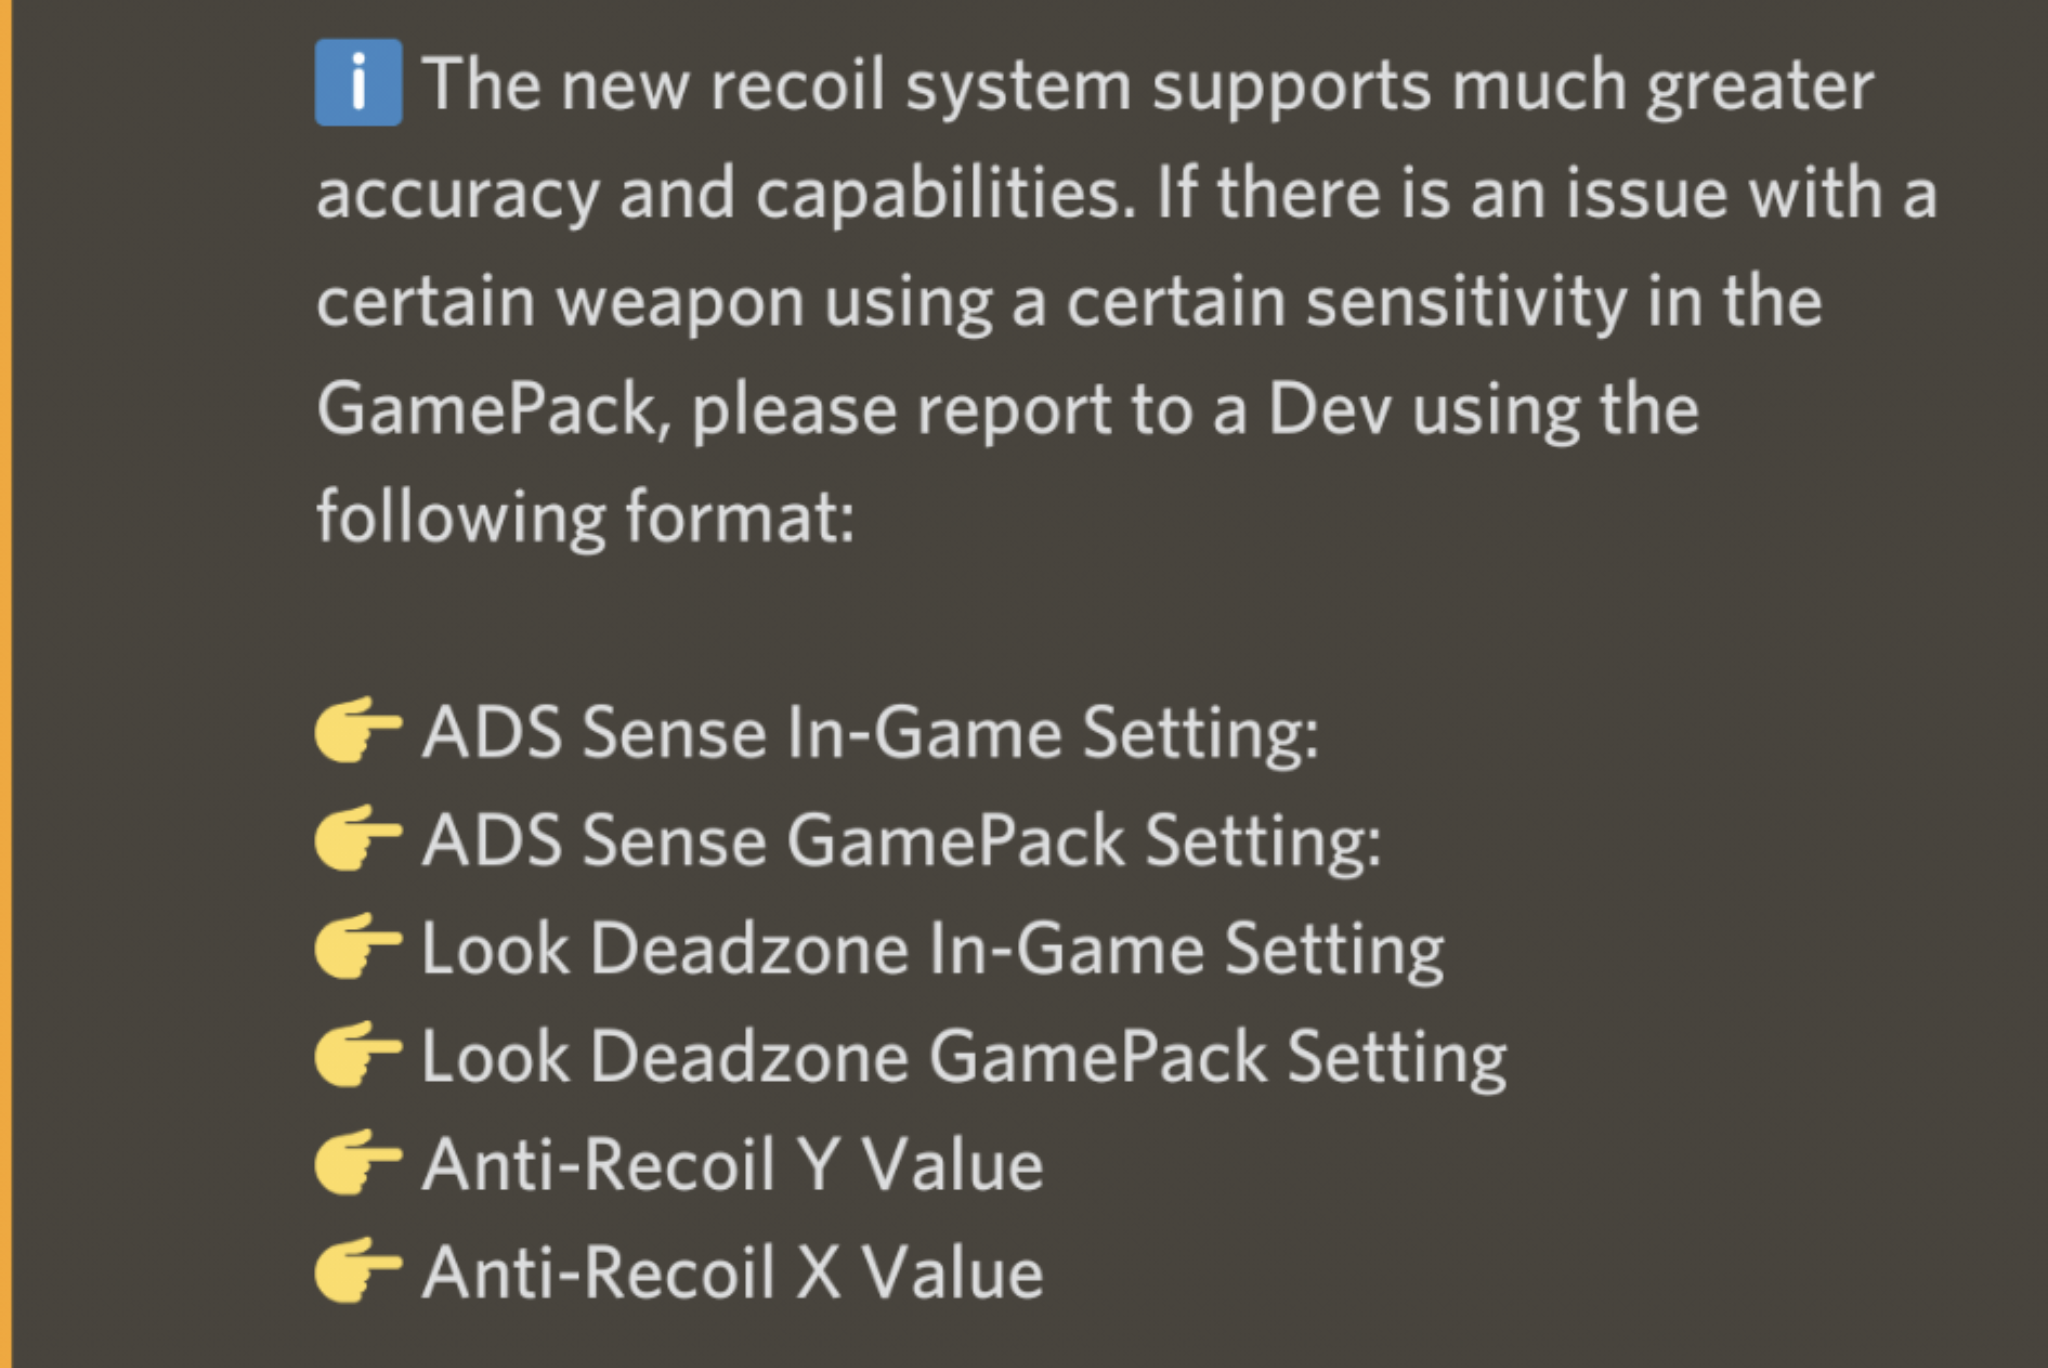 ℹ️ The new recoil system supports much greater
accuracy and capabilities. If there is an issue with a
certain weapon using a certain sensitivity in the
GamePack, please report to a Dev using the
following format:
👉 ADS Sense In-Game Setting:
👉 ADS Sense GamePack Setting:
👉 Look Deadzone In-Game Setting
👉 Look Deadzone GamePack Setting
👉 Anti-Recoil Y Value
👉 Anti-Recoil X Value